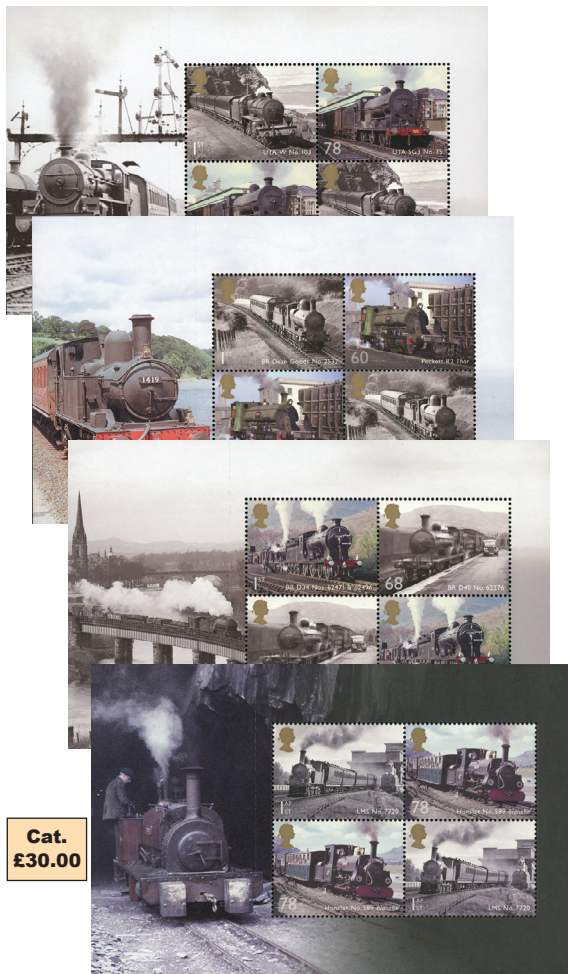 1ST
UTA W No. 103
78
UTA SG3 No. 35
1ST
BR Dean Goods No. 2532
60
Peckett R2 Thor
1419
1ST
BR D34 Nos. 62471 & 62496
68
BR D40 No. 62276
1ST
LMS No. 7720
78
Hunslet No. 589 Blanche
78
Hunslet No. 589 Blanche
1ST
LMS No. 7720
Cat.
£30.00